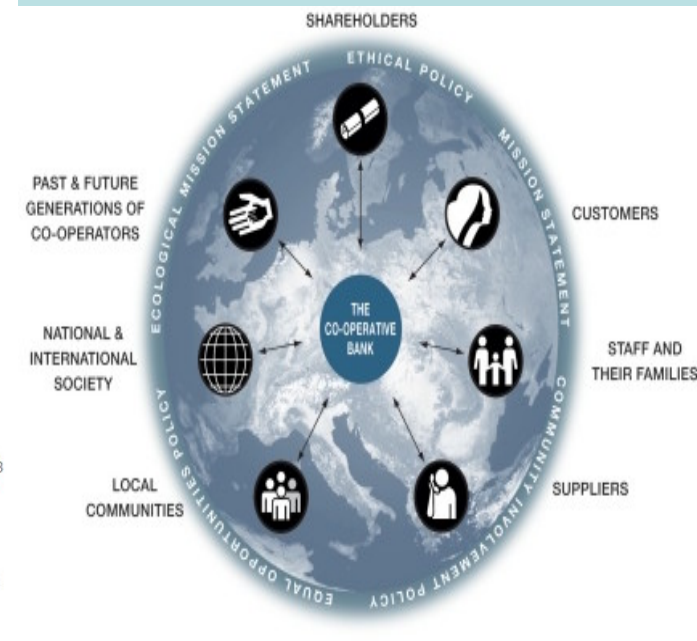 SHAREHOLDERS
ETHICAL POLICY
MISSION STATEMENT
COMMUNITY INVOLVEMENT POLICY
EQUAL OPPORTUNITIES POLICY
ECOLOGICAL MISSION STATEMENT
PAST & FUTURE
GENERATIONS OF
CO-OPERATORS
CUSTOMERS
THE
CO-OPERATIVE
BANK
NATIONAL &
INTERNATIONAL
SOCIETY
STAFF AND
THEIR FAMILIES
LOCAL
COMMUNITIES
SUPPLIERS